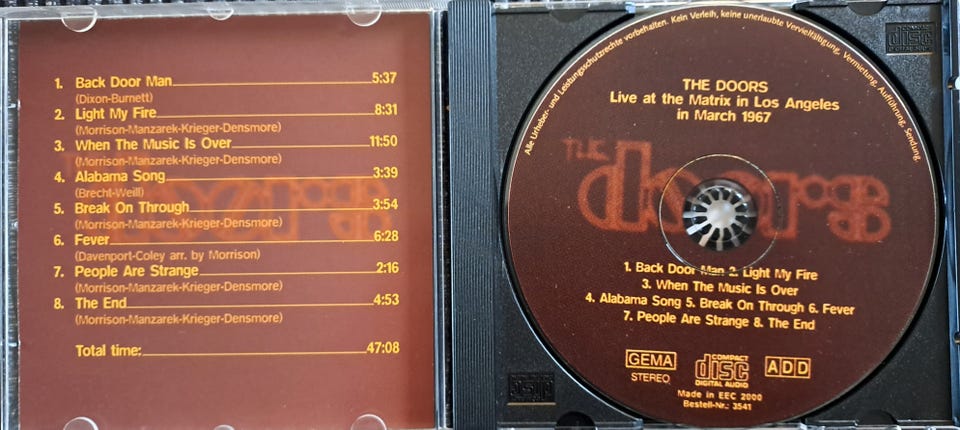 1. Back Door Man 5:37
(Dixon-Burnett)
2. Light My Fire 8:31
(Morrison-Manzarek-Krieger-Densmore)
3. When The Music Is Over 11:50
(Morrison-Manzarek-Krieger-Densmore)
4. Alabama Song 3:39
(Brecht-Weill)
5. Break On Through 3:54
(Morrison-Manzarek-Krieger-Densmore)
6. Fever 6:28
(Davenport-Coley arr. by Morrison)
7. People Are Strange 2:16
(Morrison-Manzarek-Krieger-Densmore)
8. The End 4:53
(Morrison-Manzarek-Krieger-Densmore)
Total time: 47:08
Alle Urheber- und Leistungsschutzrechte vorbehalten. Kein Verleih, keine unerlaubte Vervielfältigung, Vermietung, Aufführung, Sendung.
THE DOORS
Live at the Matrix in Los Angeles
in March 1967
THE
doors
1. Back Door Man 2. Light My Fire
3. When The Music Is Over
4. Alabama Song 5. Break On Through 6. Fever
7. People Are Strange 8. The End
GEMA
STEREO
COMPACT
disc
DIGITAL AUDIO
ADD
Made in EEC 2000
Bestell-Nr.: 3541
disc